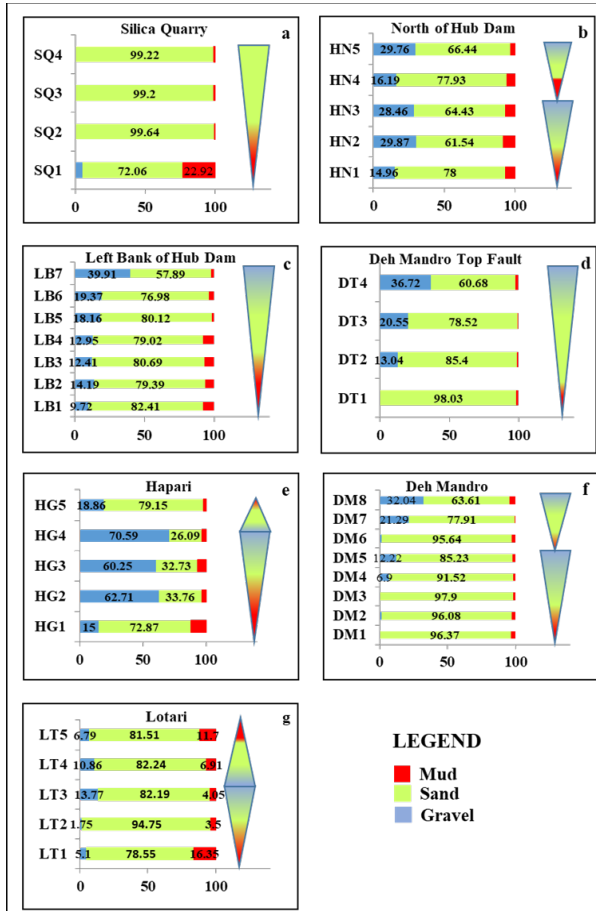 Silica Quarry
a
SQ4 99.22
SQ3 99.2
SQ2 99.64
SQ1 72.06 22.92
0 50 100
North of Hub Dam
b
HN5 29.76 66.44
HN4 16.19 77.93
HN3 28.46 64.43
HN2 29.87 61.54
HN1 14.96 78
0 50 100
Left Bank of Hub Dam
c
LB7 39.91 57.89
LB6 19.37 76.98
LB5 18.16 80.12
LB4 12.95 79.02
LB3 12.41 80.69
LB2 14.19 79.39
LB1 9.72 82.41
0 50 100
Deh Mandro Top Fault
d
DT4 36.72 60.68
DT3 20.55 78.52
DT2 13.04 85.4
DT1 98.03
0 50 100
Hapari
e
HG5 18.86 79.15
HG4 70.59 26.09
HG3 60.25 32.73
HG2 62.71 33.76
HG1 15 72.87
0 50 100
Deh Mandro
f
DM8 32.04 63.61
DM7 21.29 77.91
DM6 95.64
DM5 12.22 85.23
DM4 6.9 91.52
DM3 97.9
DM2 96.08
DM1 96.37
0 50 100
Lotari
g
LT5 6.79 81.51 11.7
LT4 10.86 82.24 6.91
LT3 13.77 82.19 4.05
LT2 1.75 94.75 3.5
LT1 5.1 78.55 16.35
0 50 100
LEGEND
Mud
Sand
Gravel